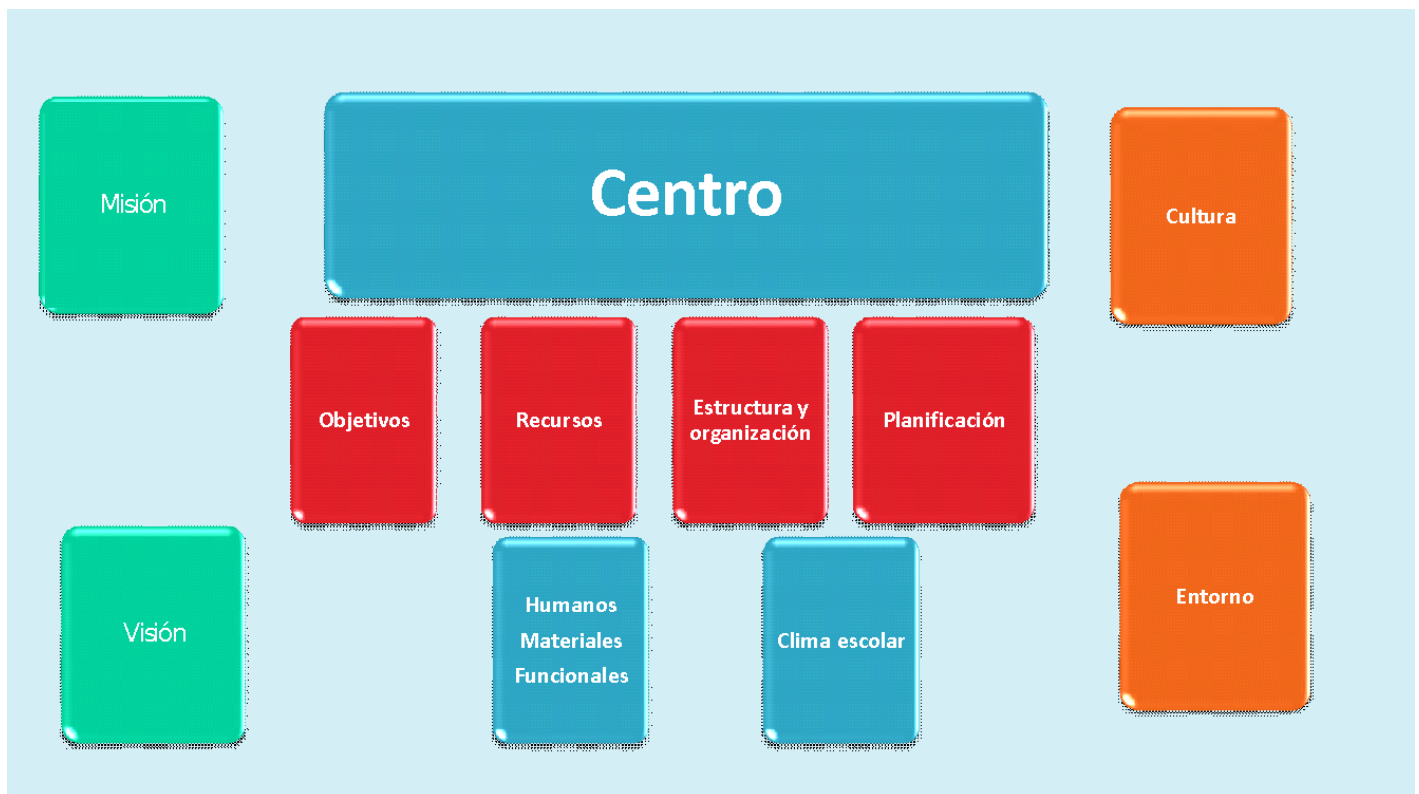 Misión
Centro
Cultura
Objetivos
Recursos
Estructura y
organización
Planificación
Visión
Humanos
Materiales
Funcionales
Clima escolar
Entorno